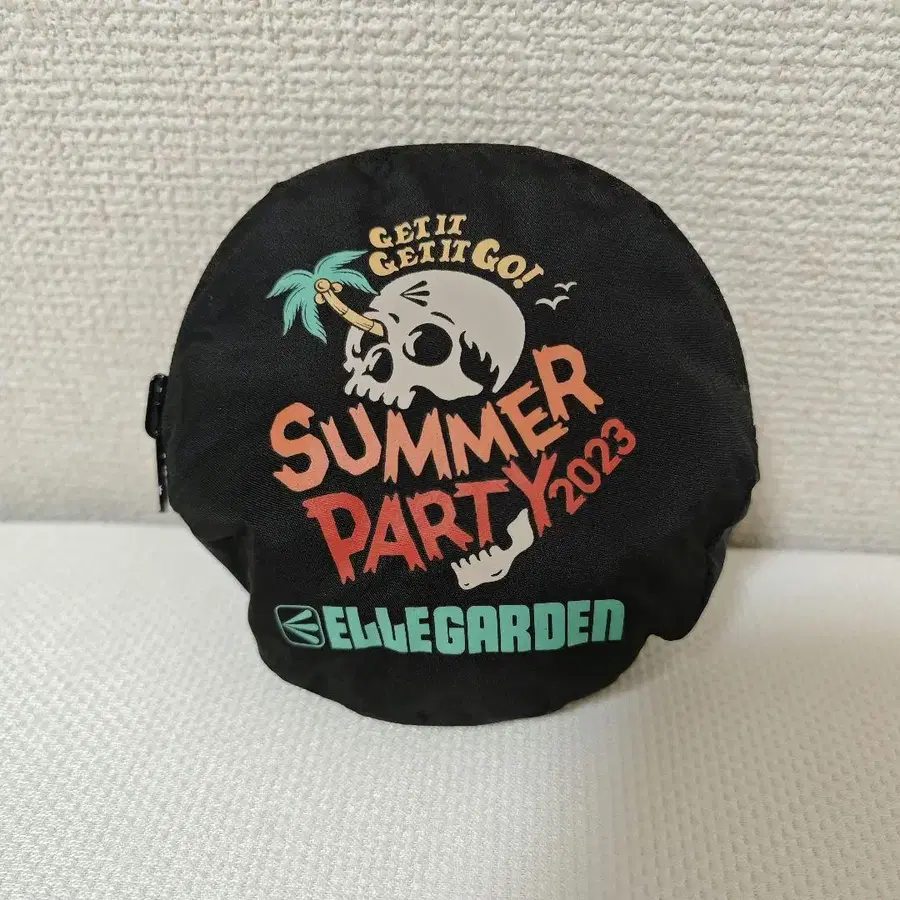 GET IT
GET IT GO!
SUMMER
PARTY 2023
ELLEGARDEN